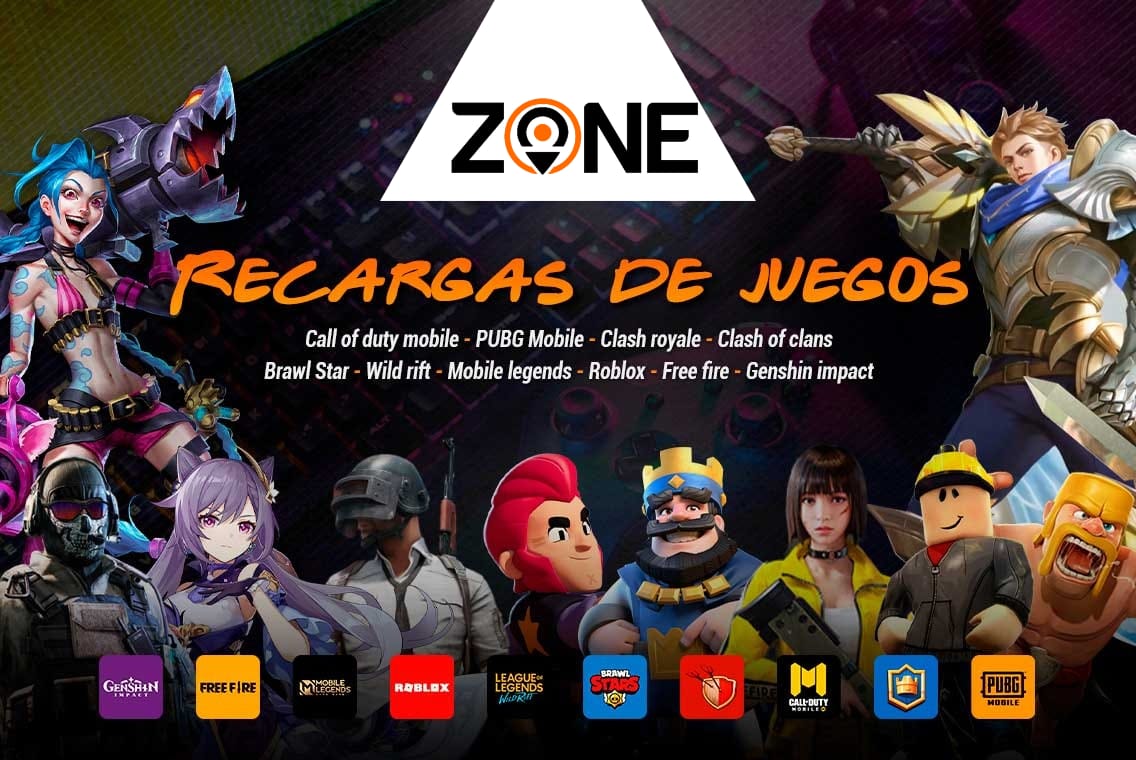 ZONE
RECARGAS DE JUEGOS
Call of duty mobile - PUBG Mobile - Clash royale - Clash of clans
Brawl Star - Wild rift - Mobile legends - Roblox - Free fire - Genshin impact
GENSHIN
IMPACT
FREE FIRE
MOBILE
LEGENDS
ROBLOX
LEAGUE OF
LEGENDS
WILD RIFT
BRAWL
STARS
FIRE
CALL OF DUTY
MOBILE
PUBG
MOBILE